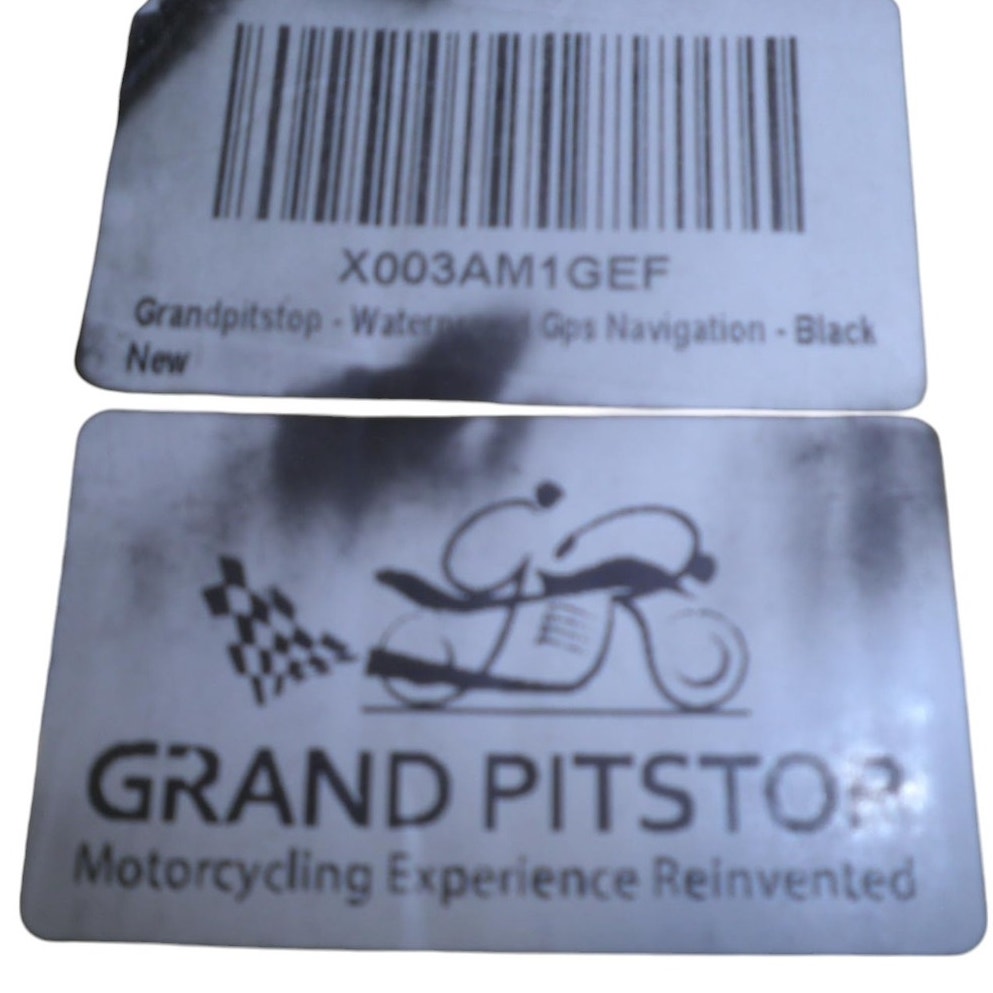 X003AM1GEF
Grandpitstop - Gps Navigation - Black
New
GRAND PITSTOP
Motorcycling Experience Reinvented